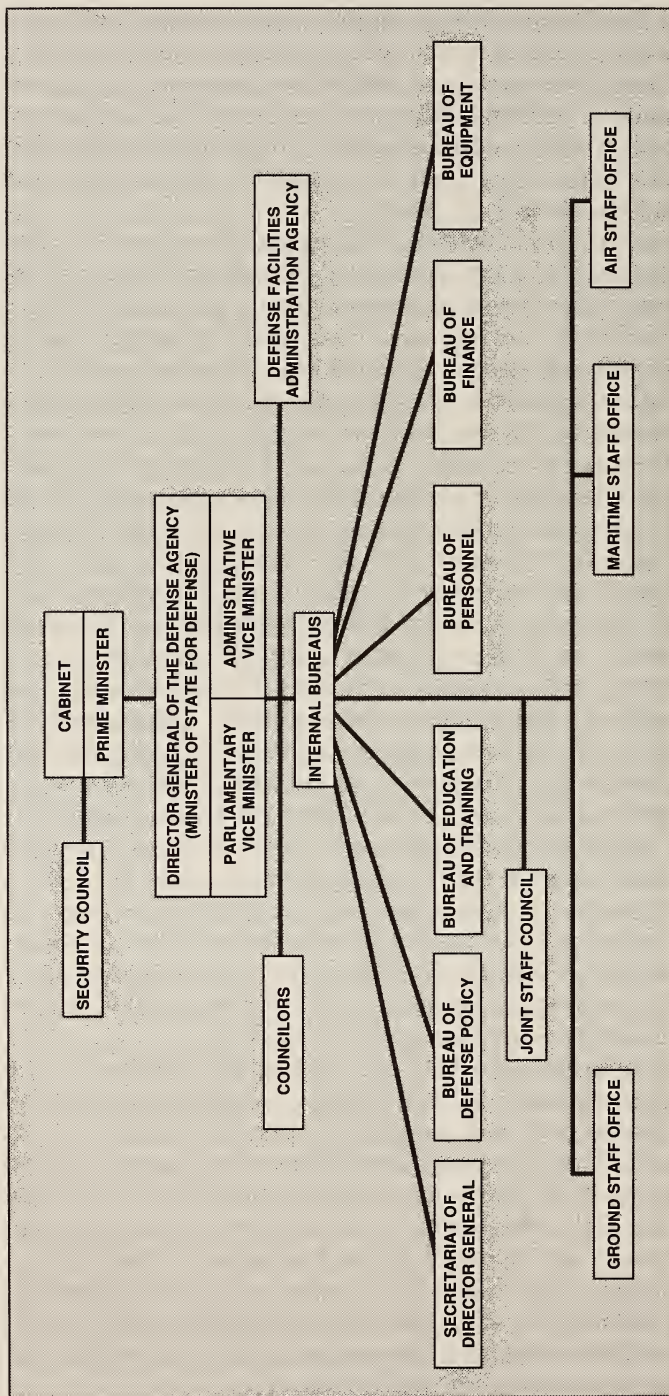 CABINET
PRIME MINISTER
SECURITY COUNCIL
DIRECTOR GENERAL OF THE DEFENSE AGENCY
(MINISTER OF STATE FOR DEFENSE)
PARLIAMENTARY
VICE MINISTER
ADMINISTRATIVE
VICE MINISTER
COUNCILORS
DEFENSE FACILITIES
ADMINISTRATION AGENCY
INTERNAL BUREAUS
SECRETARIAT OF
DIRECTOR GENERAL
BUREAU OF
DEFENSE POLICY
BUREAU OF EDUCATION
AND TRAINING
BUREAU OF
PERSONNEL
BUREAU OF
FINANCE
BUREAU OF
EQUIPMENT
JOINT STAFF COUNCIL
GROUND STAFF OFFICE
MARITIME STAFF OFFICE
AIR STAFF OFFICE